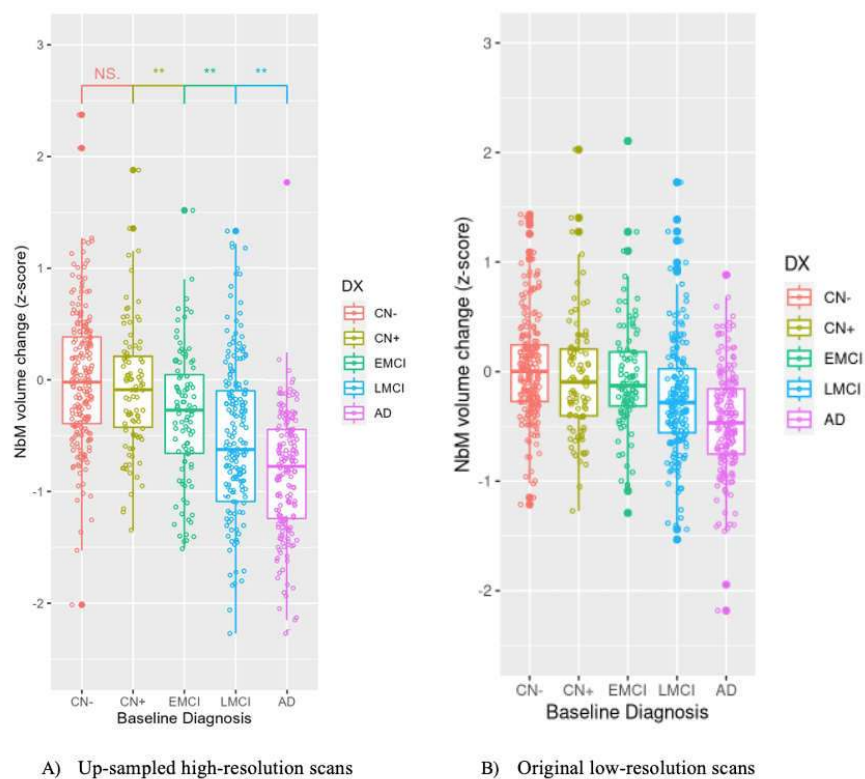 NS. ** ** **
3
2
1
0
-1
-2
NbM volume change (z-score)
CN- CN+ EMCI LMCI AD
Baseline Diagnosis
DX
CN-
CN+
EMCI
LMCI
AD
3
2
1
0
-1
-2
NbM volume change (z-score)
CN- CN+ EMCI LMCI AD
Baseline Diagnosis
DX
CN-
CN+
EMCI
LMCI
AD
A) Up-sampled high-resolution scans
B) Original low-resolution scans